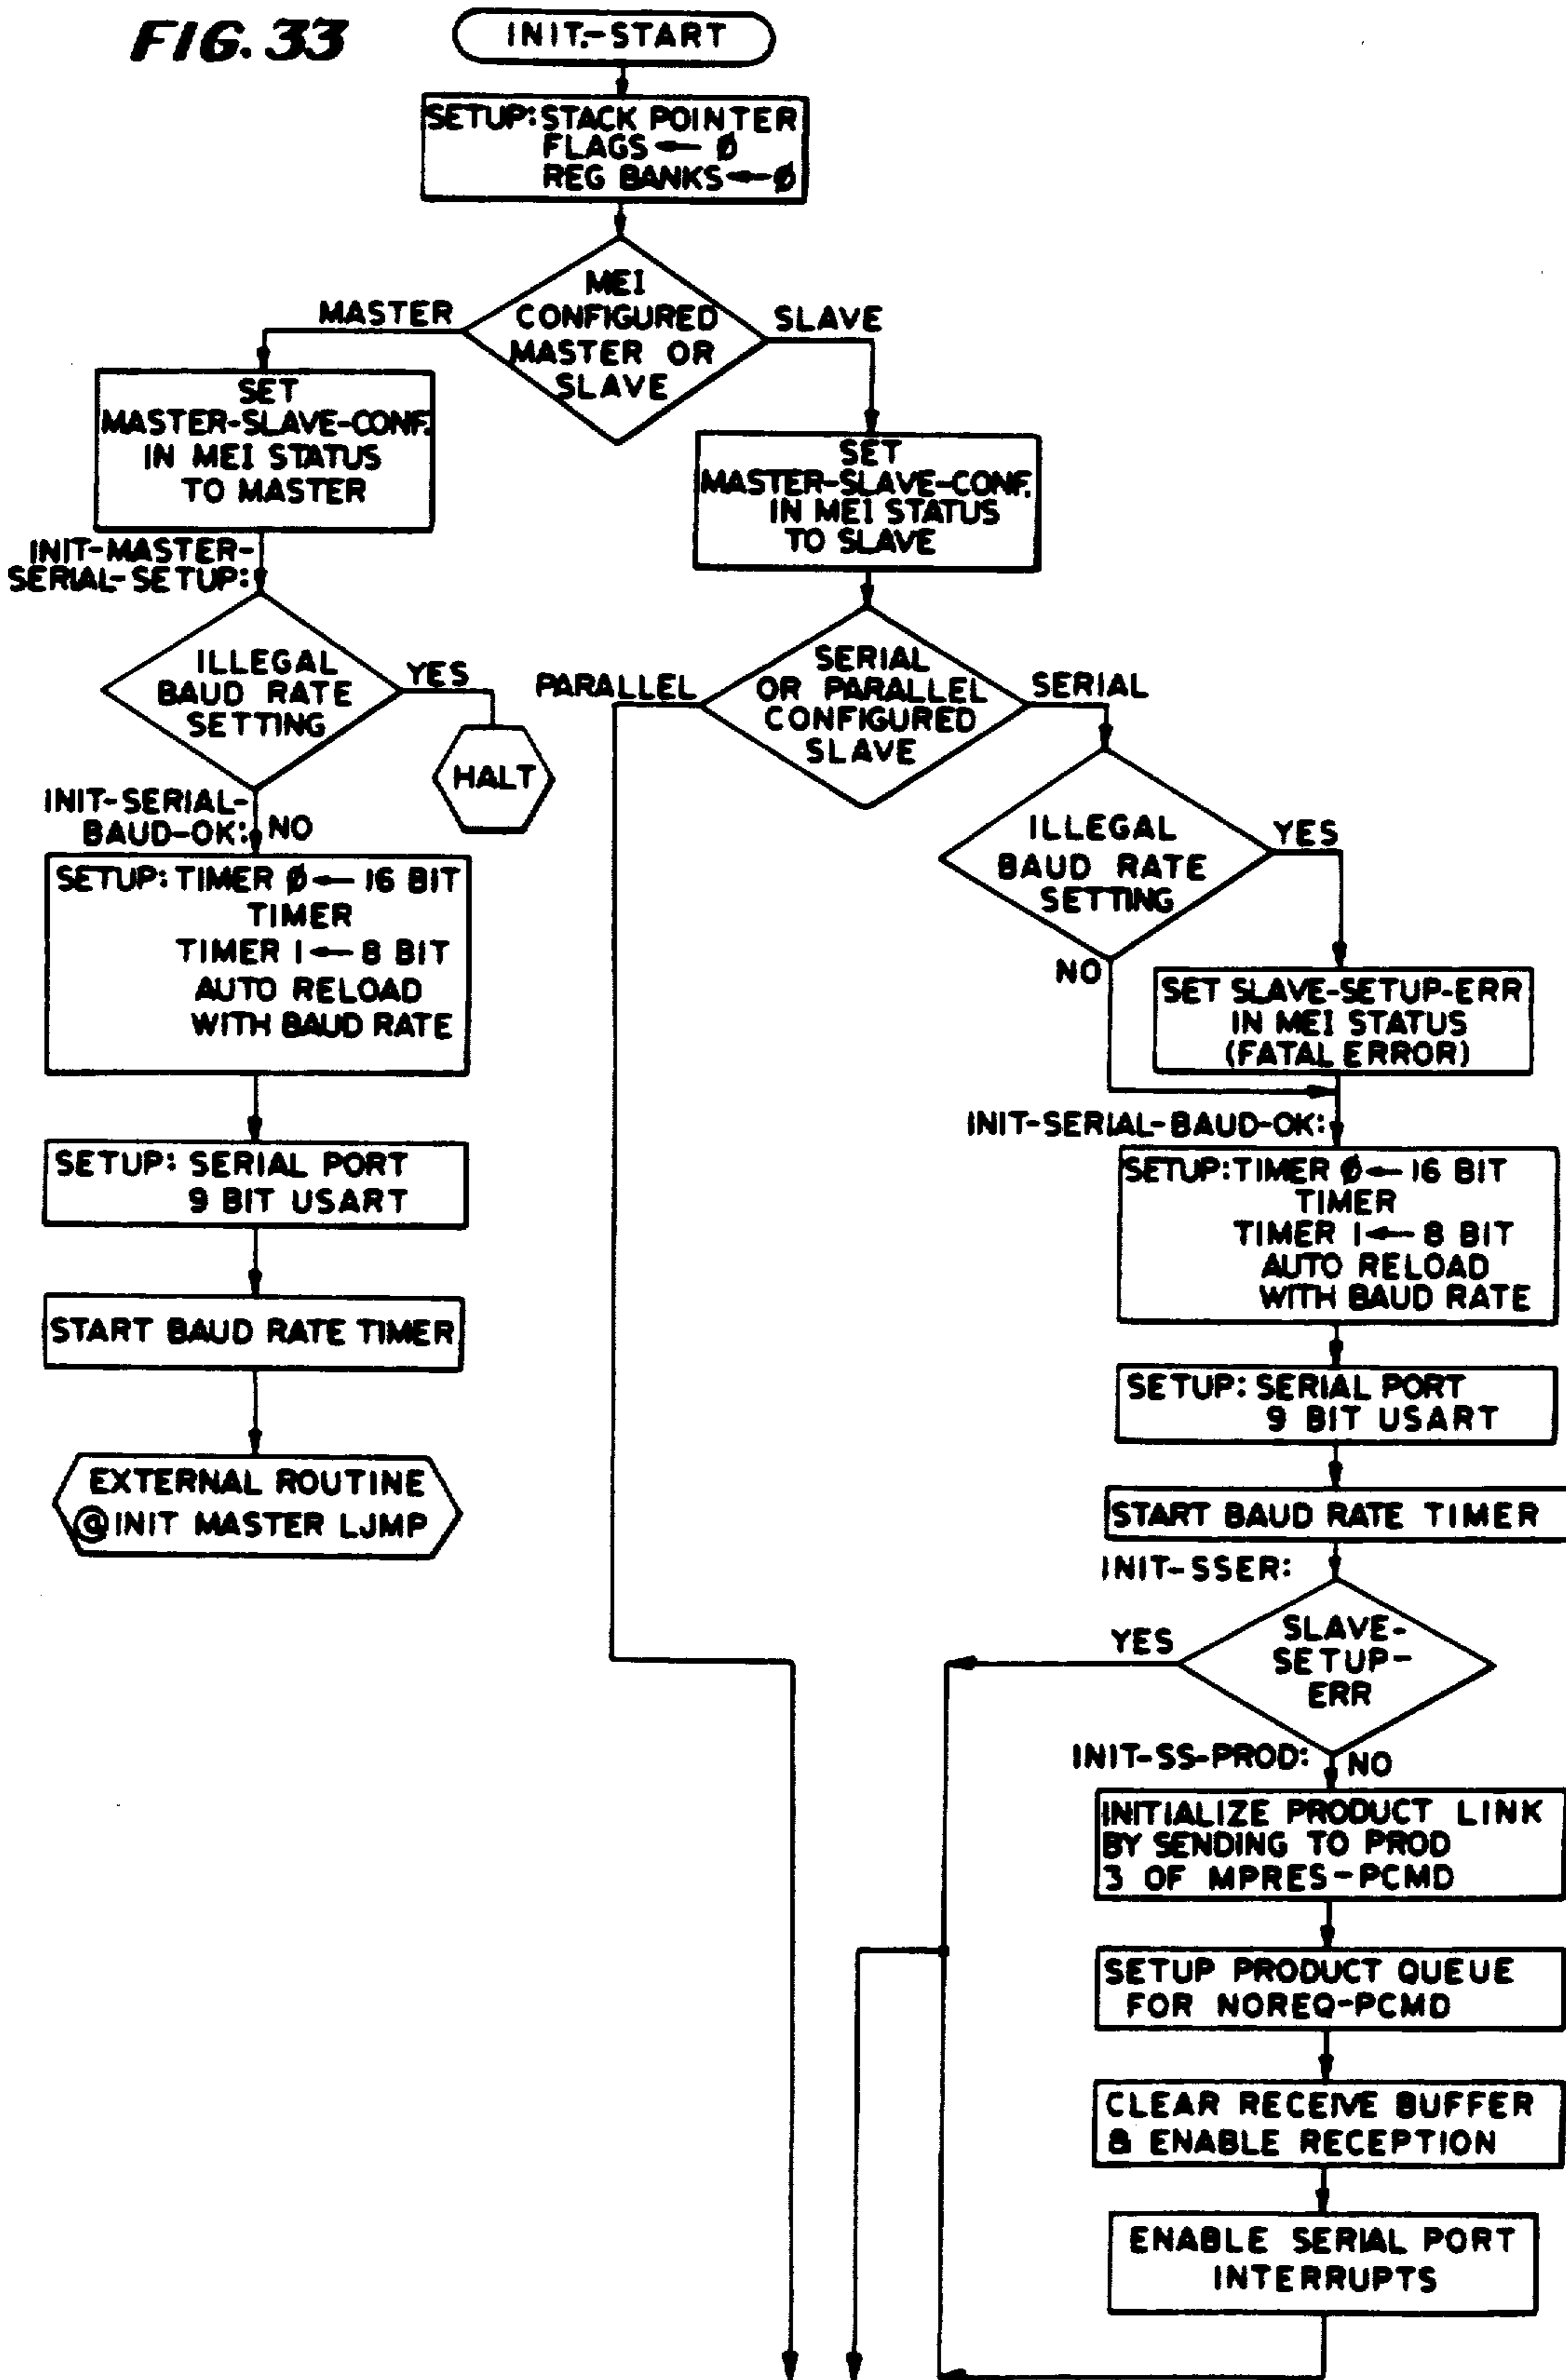 FIG. 33
INIT.-START
SETUP: STACK POINTER
FLAGS ← Ø
REG BANKS ← Ø
MEI
CONFIGURED
MASTER OR
SLAVE
MASTER
SLAVE
SET
MASTER-SLAVE-CONF.
IN MEI STATUS
TO MASTER
SET
MASTER-SLAVE-CONF.
IN MEI STATUS
TO SLAVE
INIT-MASTER-
SERIAL-SETUP:
ILLEGAL
BAUD RATE
SETTING
YES
HALT
INIT-SERIAL-
BAUD-OK: NO
SETUP: TIMER Ø ← 16 BIT
TIMER
TIMER 1 ← 8 BIT
AUTO RELOAD
WITH BAUD RATE
SETUP: SERIAL PORT
9 BIT USART
START BAUD RATE TIMER
EXTERNAL ROUTINE
@ INIT MASTER LJMP
PARALLEL
SERIAL
OR PARALLEL
CONFIGURED
SLAVE
SERIAL
ILLEGAL
BAUD RATE
SETTING
YES
NO
SET SLAVE-SETUP-ERR
IN MEI STATUS
(FATAL ERROR)
INIT-SERIAL-BAUD-OK:
SETUP: TIMER Ø ← 16 BIT
TIMER
TIMER 1 ← 8 BIT
AUTO RELOAD
WITH BAUD RATE
SETUP: SERIAL PORT
9 BIT USART
START BAUD RATE TIMER
INIT-SSER:
YES
SLAVE-
SETUP-
ERR
INIT-SS-PROD: NO
INITIALIZE PRODUCT LINK
BY SENDING TO PROD
3 OF MPRES-PCMD
SETUP PRODUCT QUEUE
FOR NOREQ-PCMD
CLEAR RECEIVE BUFFER
& ENABLE RECEPTION
ENABLE SERIAL PORT
INTERRUPTS